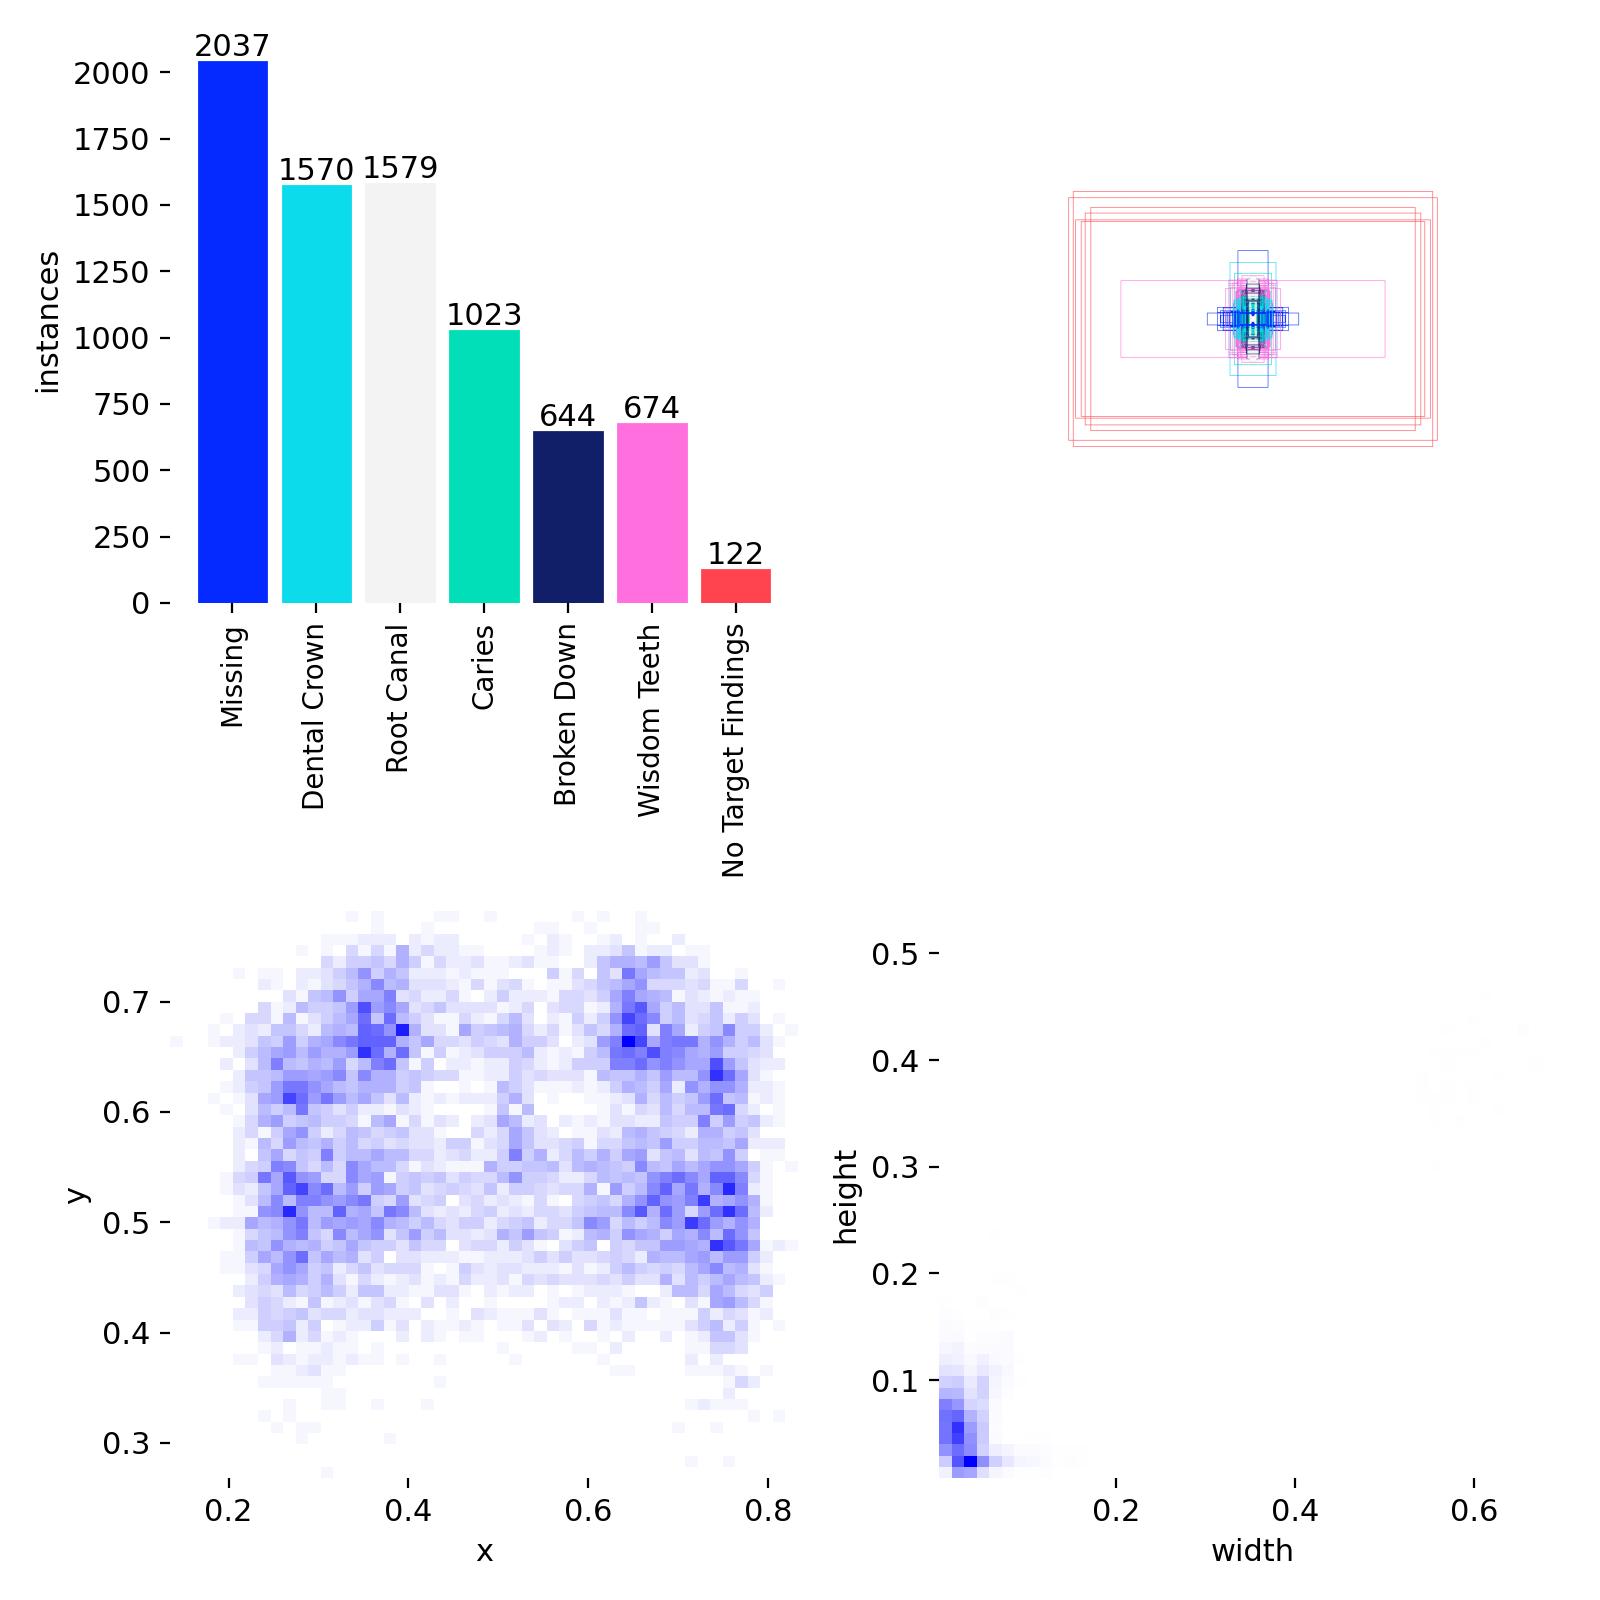 2037
1570
1579
1023
644
674
122
2000
1750
1500
1250
1000
750
500
250
0
instances
Missing
Dental Crown
Root Canal
Caries
Broken Down
Wisdom Teeth
No Target Findings
0.7
0.6
0.5
0.4
0.3
y
0.2
0.4
0.6
0.8
x
0.5
0.4
0.3
0.2
0.1
height
0.2
0.4
0.6
width